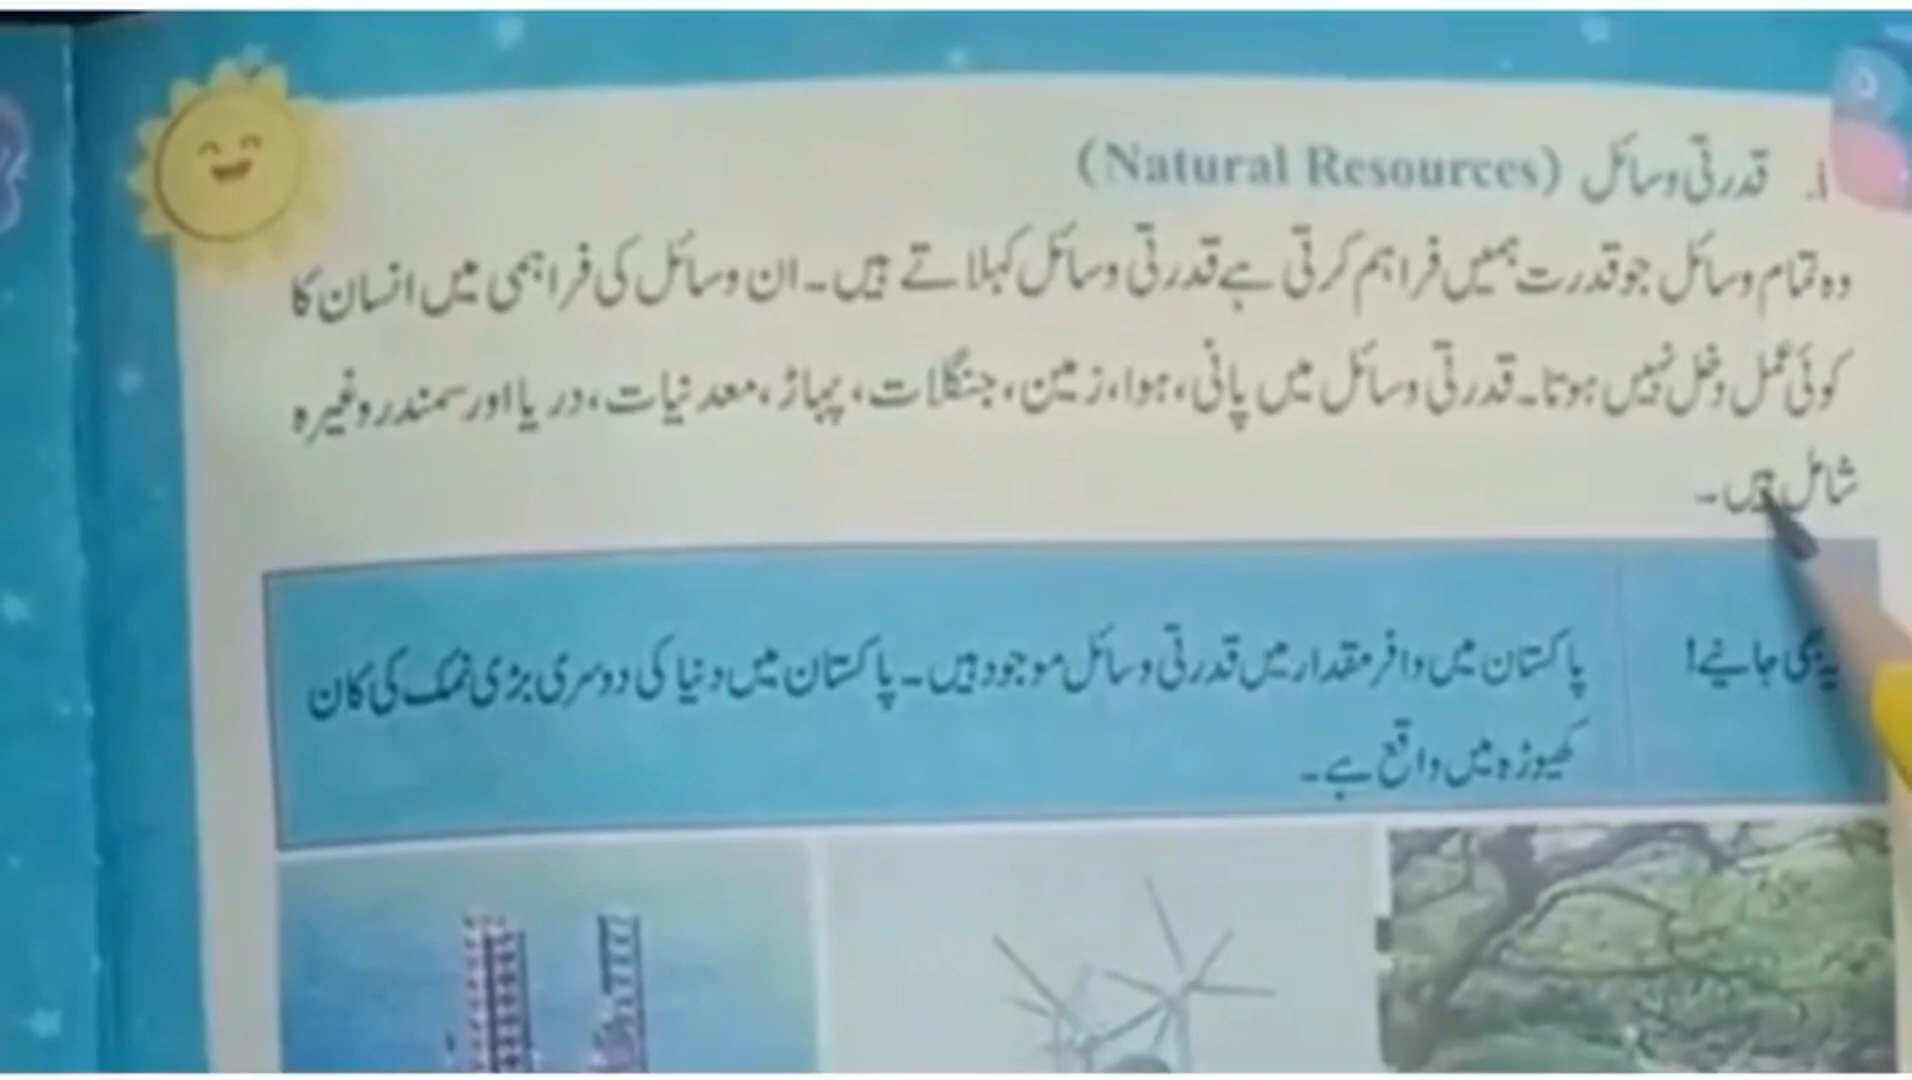 i. قدرتی وسائل (Natural Resources)
وہ تمام وسائل جو قدرت ہمیں فراہم کرتی ہے قدرتی وسائل کہلاتے ہیں۔ ان وسائل کی فراہمی میں انسان کا
کوئی عمل دخل نہیں ہوتا۔ قدرتی وسائل میں پانی، ہوا، زمین، جنگلات، پہاڑ، معدنیات، دریا اور سمندر وغیرہ
شامل ہیں۔
یہ بھی جانیے!
پاکستان میں وافر مقدار میں قدرتی وسائل موجود ہیں۔ پاکستان میں دنیا کی دوسری بڑی نمک کی کان
کھیوڑہ میں واقع ہے۔